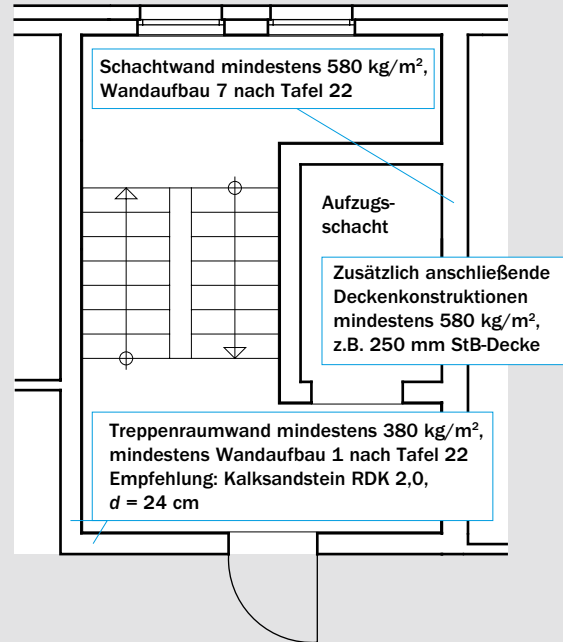 Schachtwand mindestens 580 kg/m²,
Wandaufbau 7 nach Tafel 22
Aufzugs-
schacht
Zusätzlich anschließende
Deckenkonstruktionen
mindestens 580 kg/m²,
z.B. 250 mm StB-Decke
Treppenraumwand mindestens 380 kg/m²,
mindestens Wandaufbau 1 nach Tafel 22
Empfehlung: Kalksandstein RDK 2,0,
d = 24 cm